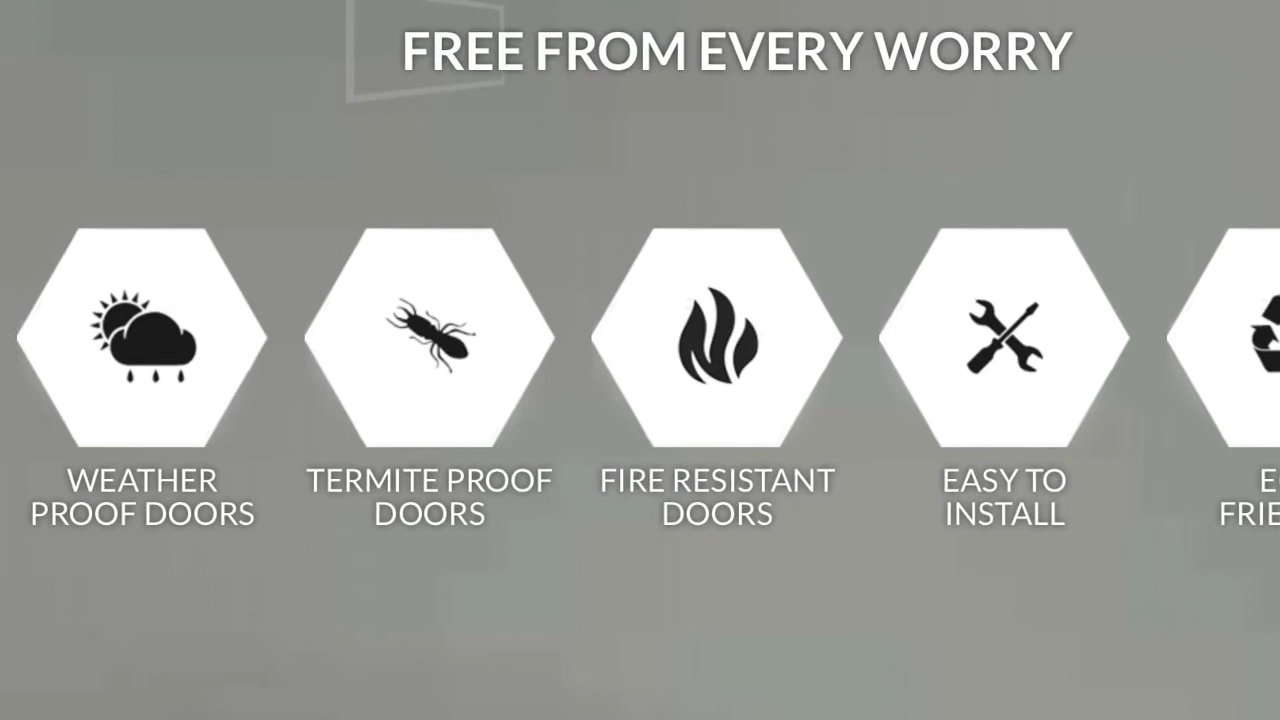 FREE FROM EVERY WORRY
WEATHER
PROOF DOORS
TERMITE PROOF
DOORS
FIRE RESISTANT
DOORS
EASY TO
INSTALL